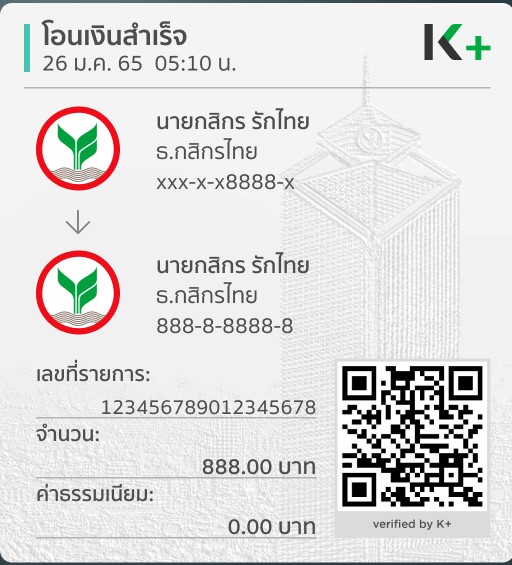 โอนเงินสำเร็จ
26 ม.ค. 65  05:10 น.
K+
นายกสิกร รักไทย
ธ.กสิกรไทย
xxx-x-x8888-x
นายกสิกร รักไทย
ธ.กสิกรไทย
888-8-8888-8
เลขที่รายการ:
123456789012345678
จำนวน:
888.00 บาท
ค่าธรรมเนียม:
0.00 บาท
verified by K+